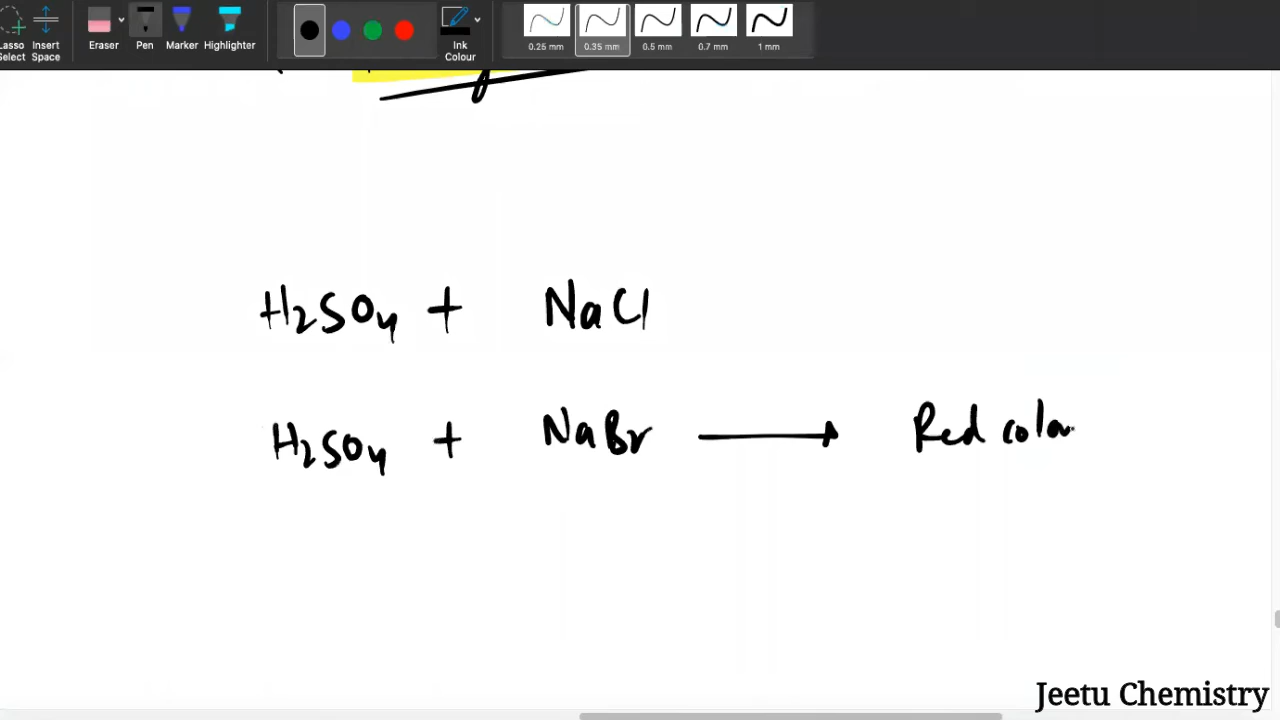 Lasso Select
Insert Space
Eraser
Pen
Marker
Highlighter
Ink Colour
0.25 mm
0.35 mm
0.5 mm
0.7 mm
1 mm
H2SO4 + NaCl
H2SO4 + NaBr → Red
Jeetu Chemistry